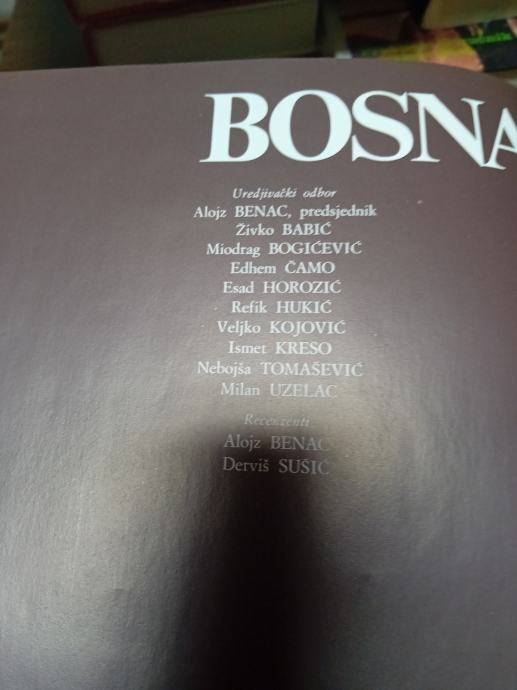 BOSNA
Uredjivački odbor
Alojz BENAC, predsjednik
Živko BABIĆ
Miodrag BOGIĆEVIĆ
Edhem ČAMO
Esad HOROZIĆ
Refik HUKIĆ
Veljko KOJOVIĆ
Ismet KRESO
Nebojša TOMAŠEVIĆ
Milan UZELAC
Recenzenti
Alojz BENAC
Derviš SUŠIĆ